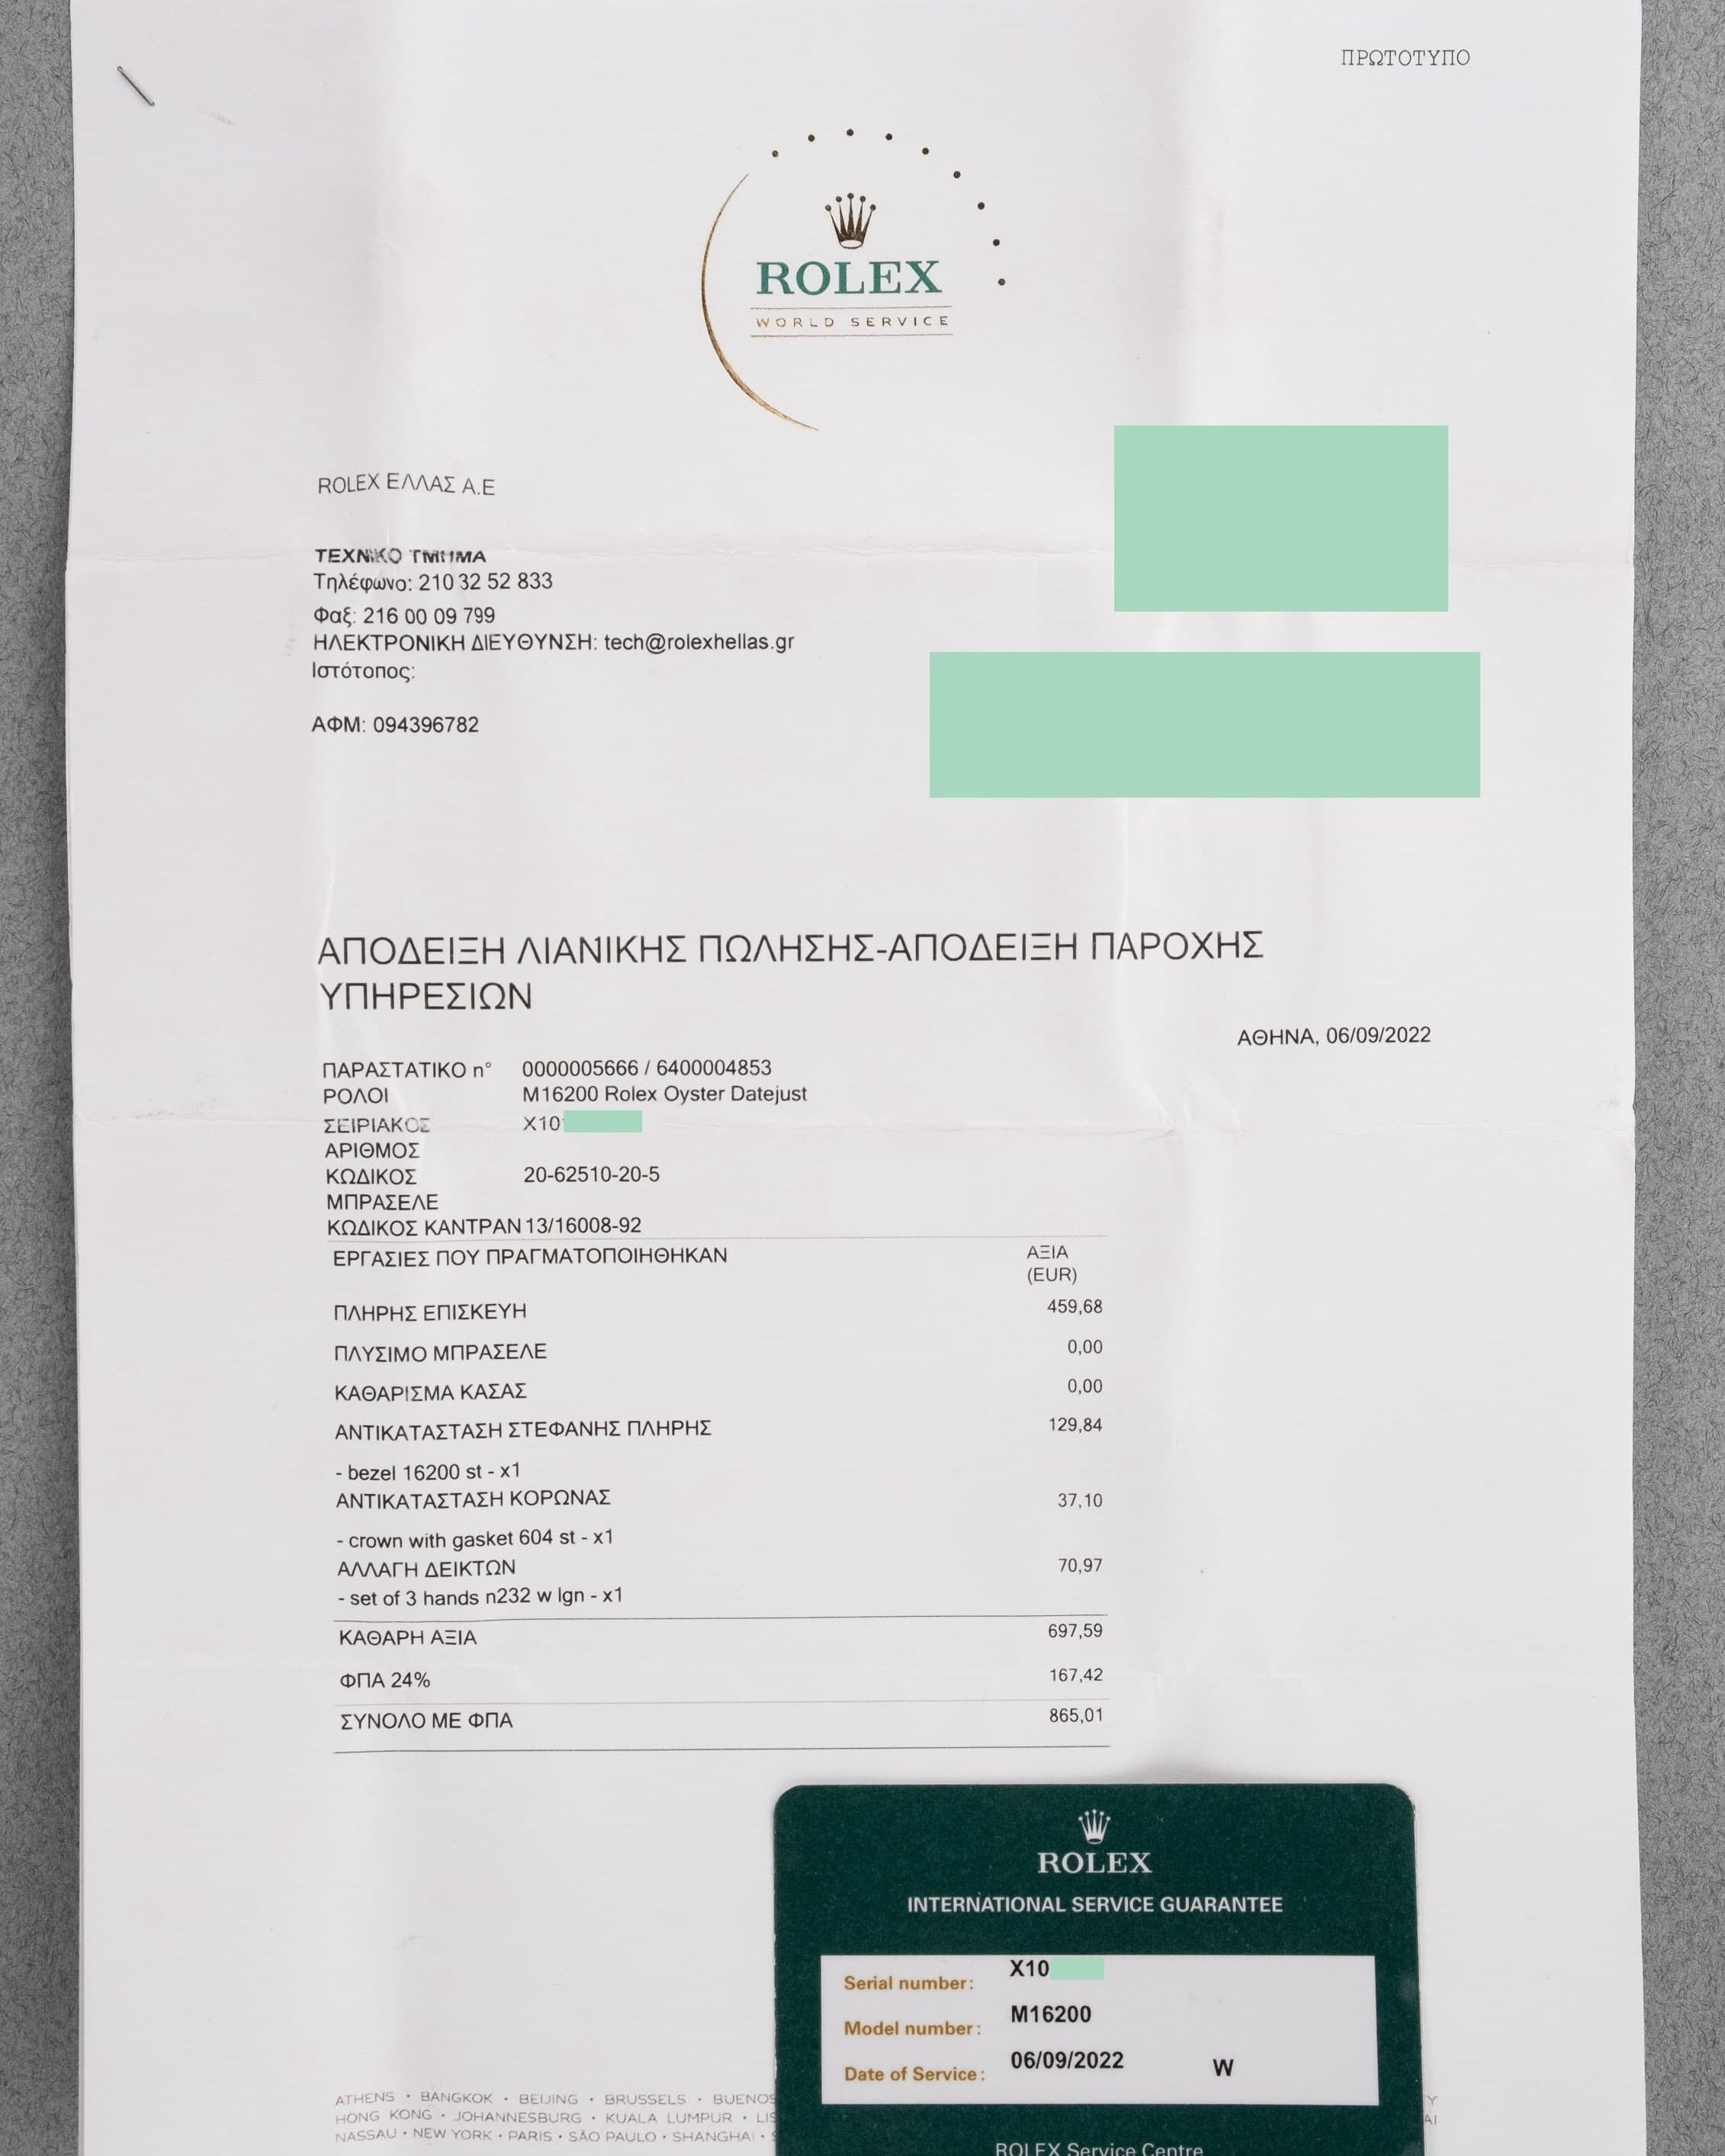 ΠΡΩΤΟΤΥΠΟ
ROLEX
WORLD SERVICE
ROLEX ΕΛΛΑΣ Α.Ε
ΤΕΧΝΙΚΟ ΤΜΗΜΑ
Τηλέφωνο: 210 32 52 833
Φαξ: 216 00 09 799
ΗΛΕΚΤΡΟΝΙΚΗ ΔΙΕΥΘΥΝΣΗ: tech@rolexhellas.gr
Ιστότοπος:
ΑΦΜ: 094396782
ΑΠΟΔΕΙΞΗ ΛΙΑΝΙΚΗΣ ΠΩΛΗΣΗΣ-ΑΠΟΔΕΙΞΗ ΠΑΡΟΧΗΣ
ΥΠΗΡΕΣΙΩΝ
ΑΘΗΝΑ, 06/09/2022
ΠΑΡΑΣΤΑΤΙΚΟ n° 0000005666 / 6400004853
ΡΟΛΟΙ M16200 Rolex Oyster Datejust
ΣΕΙΡΙΑΚΟΣ X10
ΑΡΙΘΜΟΣ
ΚΩΔΙΚΟΣ 20-62510-20-5
ΜΠΡΑΣΕΛΕ
ΚΩΔΙΚΟΣ ΚΑΝΤΡΑΝ 13/16008-92
ΕΡΓΑΣΙΕΣ ΠΟΥ ΠΡΑΓΜΑΤΟΠΟΙΗΘΗΚΑΝ ΑΞΙΑ
(EUR)
ΠΛΗΡΗΣ ΕΠΙΣΚΕΥΗ 459,68
ΠΛΥΣΙΜΟ ΜΠΡΑΣΕΛΕ 0,00
ΚΑΘΑΡΙΣΜΑ ΚΑΣΑΣ 0,00
ΑΝΤΙΚΑΤΑΣΤΑΣΗ ΣΤΕΦΑΝΗΣ ΠΛΗΡΗΣ 129,84
- bezel 16200 st - x1
ΑΝΤΙΚΑΤΑΣΤΑΣΗ ΚΟΡΩΝΑΣ 37,10
- crown with gasket 604 st - x1
ΑΛΛΑΓΗ ΔΕΙΚΤΩΝ 70,97
- set of 3 hands n232 w lgn - x1
ΚΑΘΑΡΗ ΑΞΙΑ 697,59
ΦΠΑ 24% 167,42
ΣΥΝΟΛΟ ΜΕ ΦΠΑ 865,01
ROLEX
INTERNATIONAL SERVICE GUARANTEE
Serial number: X10
Model number: M16200
Date of Service: 06/09/2022 W
ROLEX Service Centre
ATHENS • BANGKOK • BEIJING • BRUSSELS • BUENOS
HONG KONG • JOHANNESBURG • KUALA LUMPUR •
NASSAU • NEW YORK • PARIS • SÃO PAULO • SHANGHAI •